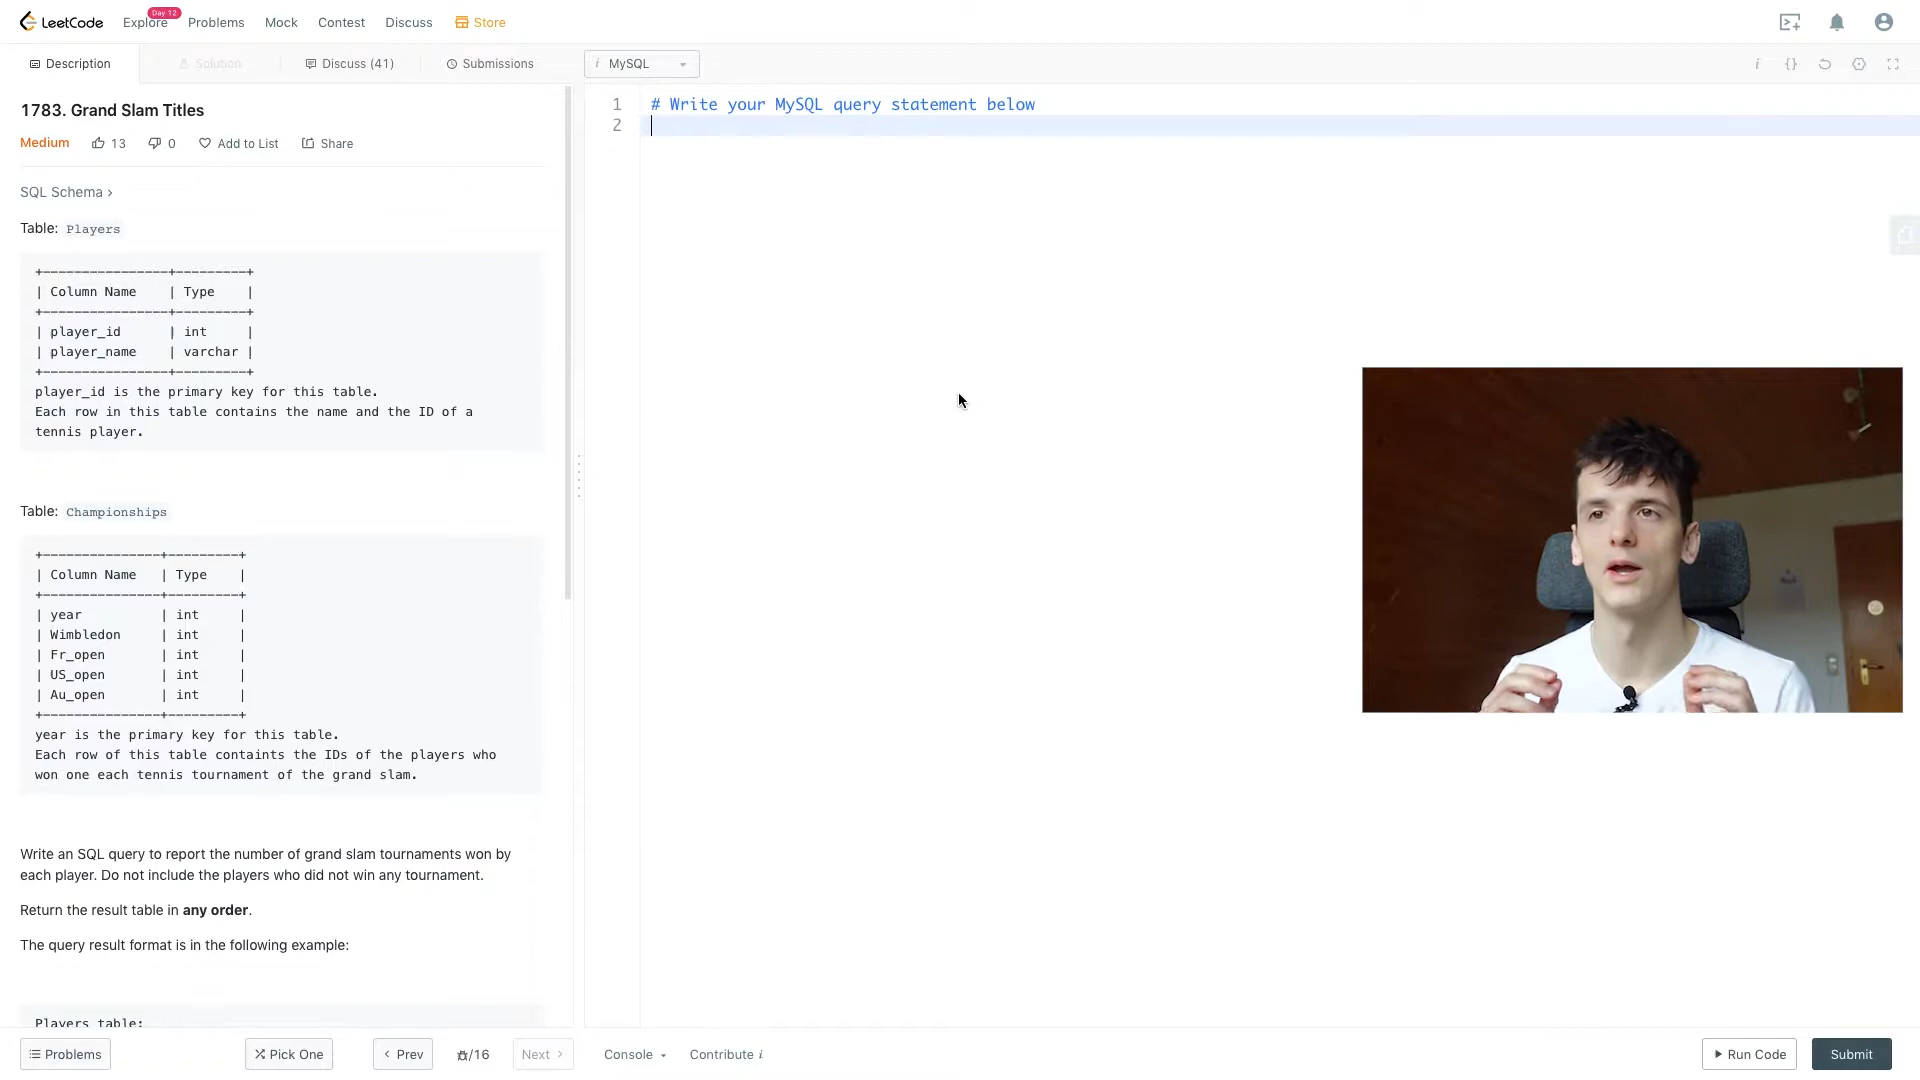 LeetCode
Explore
Day 12
Problems
Mock
Contest
Discuss
Store
Description
Solution
Discuss (41)
Submissions
i MySQL
i {}
1783. Grand Slam Titles
Medium
13
0
Add to List
Share
SQL Schema ›
Table: Players
+----------------+---------+
| Column Name    | Type    |
+----------------+---------+
| player_id      | int     |
| player_name    | varchar |
+----------------+---------+
player_id is the primary key for this table.
Each row in this table contains the name and the ID of a
tennis player.
Table: Championships
+---------------+---------+
| Column Name   | Type    |
+---------------+---------+
| year          | int     |
| Wimbledon     | int     |
| Fr_open       | int     |
| US_open       | int     |
| Au_open       | int     |
+---------------+---------+
year is the primary key for this table.
Each row of this table containts the IDs of the players who
won one each tennis tournament of the grand slam.
Write an SQL query to report the number of grand slam tournaments won by
each player. Do not include the players who did not win any tournament.
Return the result table in any order.
The query result format is in the following example:
Players table:
1 # Write your MySQL query statement below
2
Problems
Pick One
‹ Prev
/16
Next ›
Console
Contribute i
Run Code
Submit